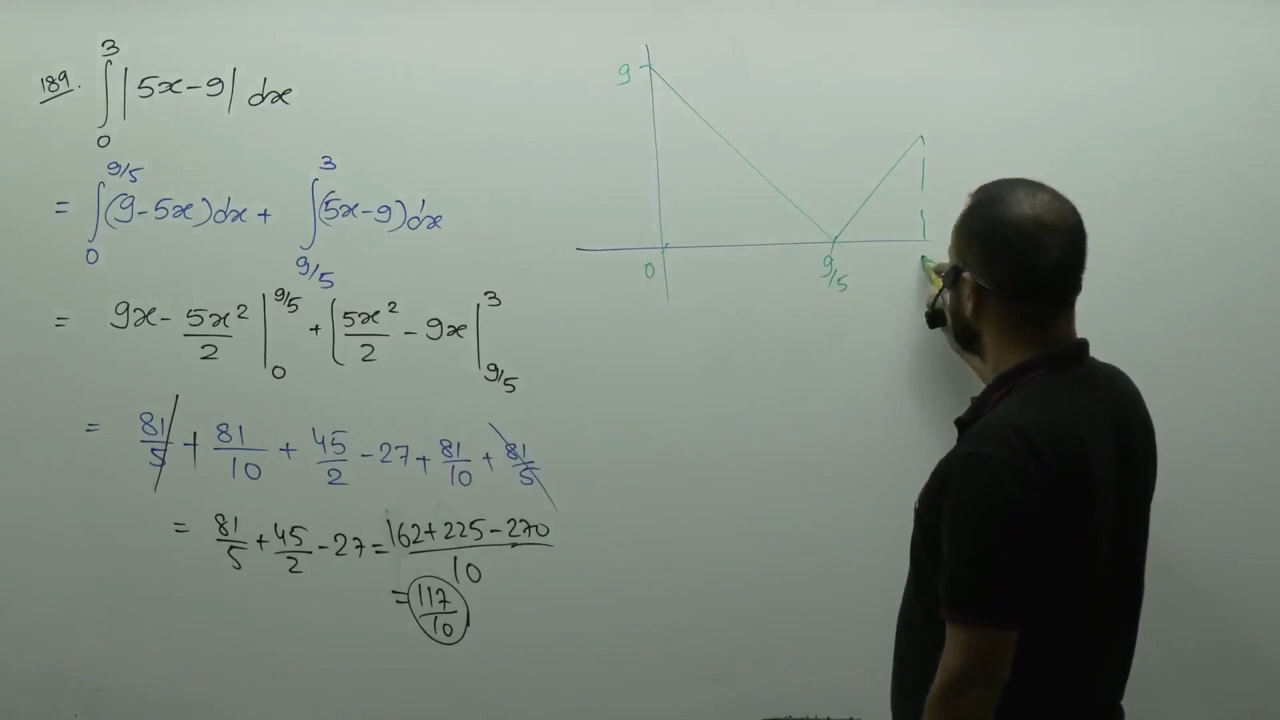 189. ∫₀³ |5x-9| dx
= ∫₀^{9/5} (9-5x)dx + ∫_{9/5}^{3} (5x-9)dx
= 9x - 5x²/2 |₀^{9/5} + (5x²/2 - 9x |_{9/5}^{3}
= 81/5 + 81/10 + 45/2 - 27 + 81/10 + 81/5
= 81/5 + 45/2 - 27 = 162+225-270/10
= 117/10
9
0
9/5